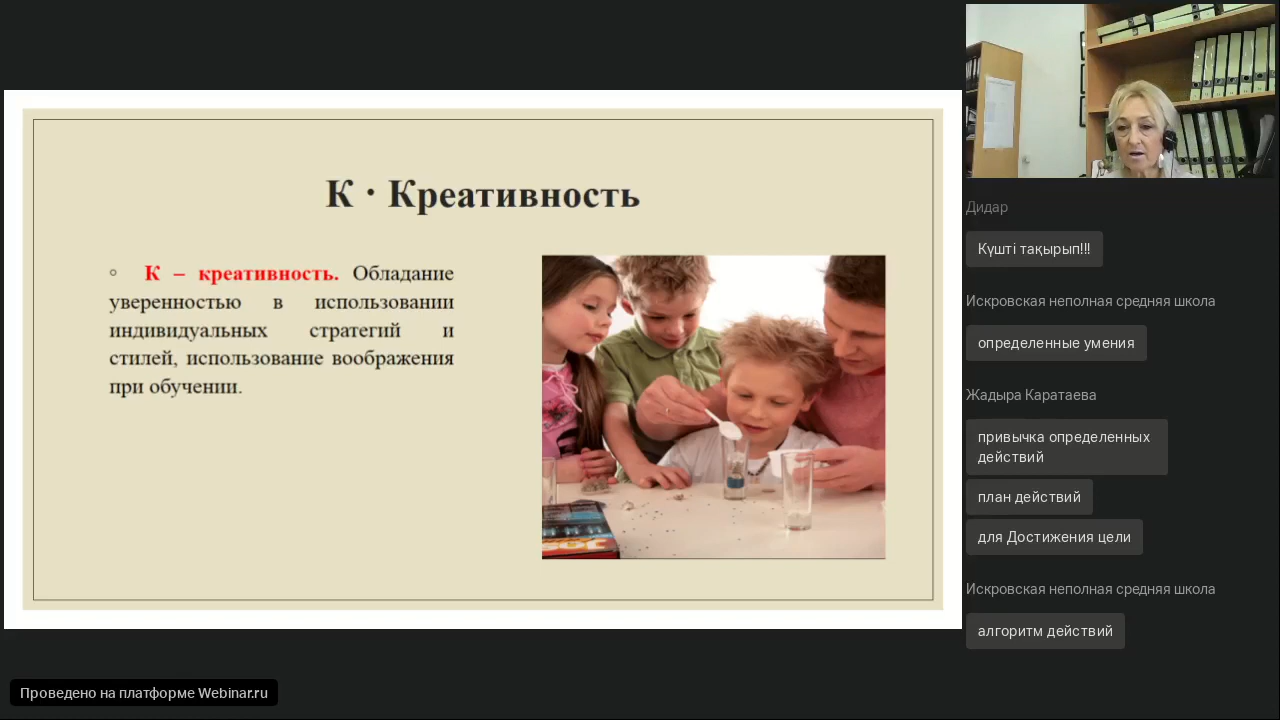 К · Креативность
К – креативность. Обладание
уверенностью в использовании
индивидуальных стратегий и
стилей, использование воображения
при обучении.
Дидар
Күшті тақырып!!!
Искровская неполная средняя школа
определенные умения
Жадыра Каратаева
привычка определенных
действий
план действий
для Достижения цели
Искровская неполная средняя школа
алгоритм действий
Проведено на платформе Webinar.ru